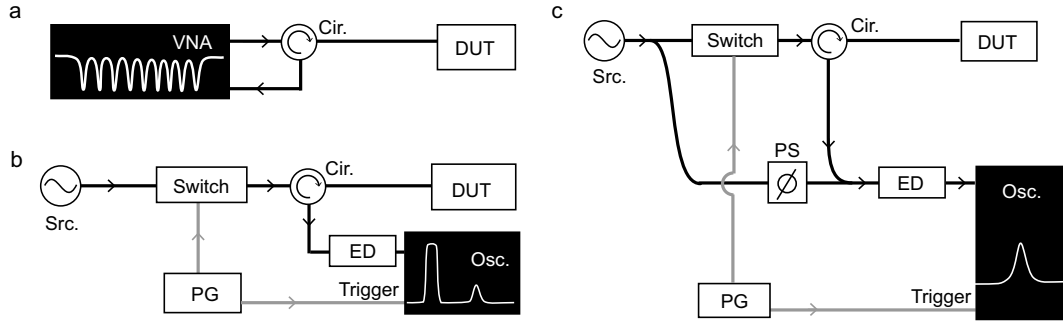 a
VNA
Cir.
DUT
b
Src.
Switch
Cir.
DUT
ED
Osc.
PG
Trigger
c
Src.
Switch
Cir.
DUT
PS
ED
Osc.
PG
Trigger